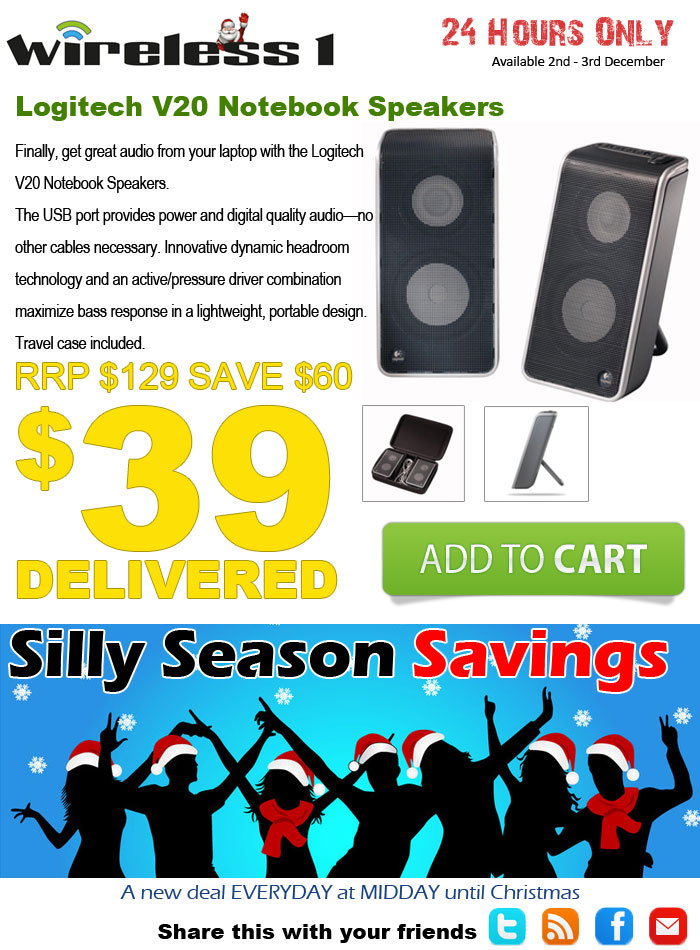 wireless 1
24 HOURS ONLY
Available 2nd - 3rd December
Logitech V20 Notebook Speakers
Finally, get great audio from your laptop with the Logitech
V20 Notebook Speakers.
The USB port provides power and digital quality audio—no
other cables necessary. Innovative dynamic headroom
technology and an active/pressure driver combination
maximize bass response in a lightweight, portable design.
Travel case included.
RRP $129 SAVE $60
$39
DELIVERED
ADD TO CART
Silly Season Savings
A new deal EVERYDAY at MIDDAY until Christmas
Share this with your friends